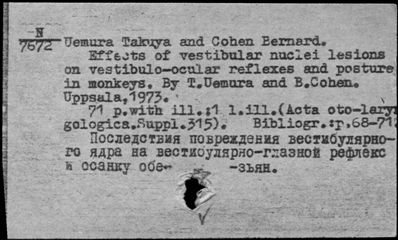 N
7672
Uemura Takuya and Cohen Bernard.
Effects of vestibular nuclei lesions
on vestibulo-ocular reflexes and posture
in monkeys. By T.Uemura and B.Cohen.
Uppsala,1973.
71 p.with ill.;1 l.ill.(Acta oto-laryn
gologica.Suppl.315). Bibliogr.:p.68-71.
Последствия повреждения вестибулярно-
го ядра на вестибулярно-глазной рефлекс
и осанку обе -зьян.